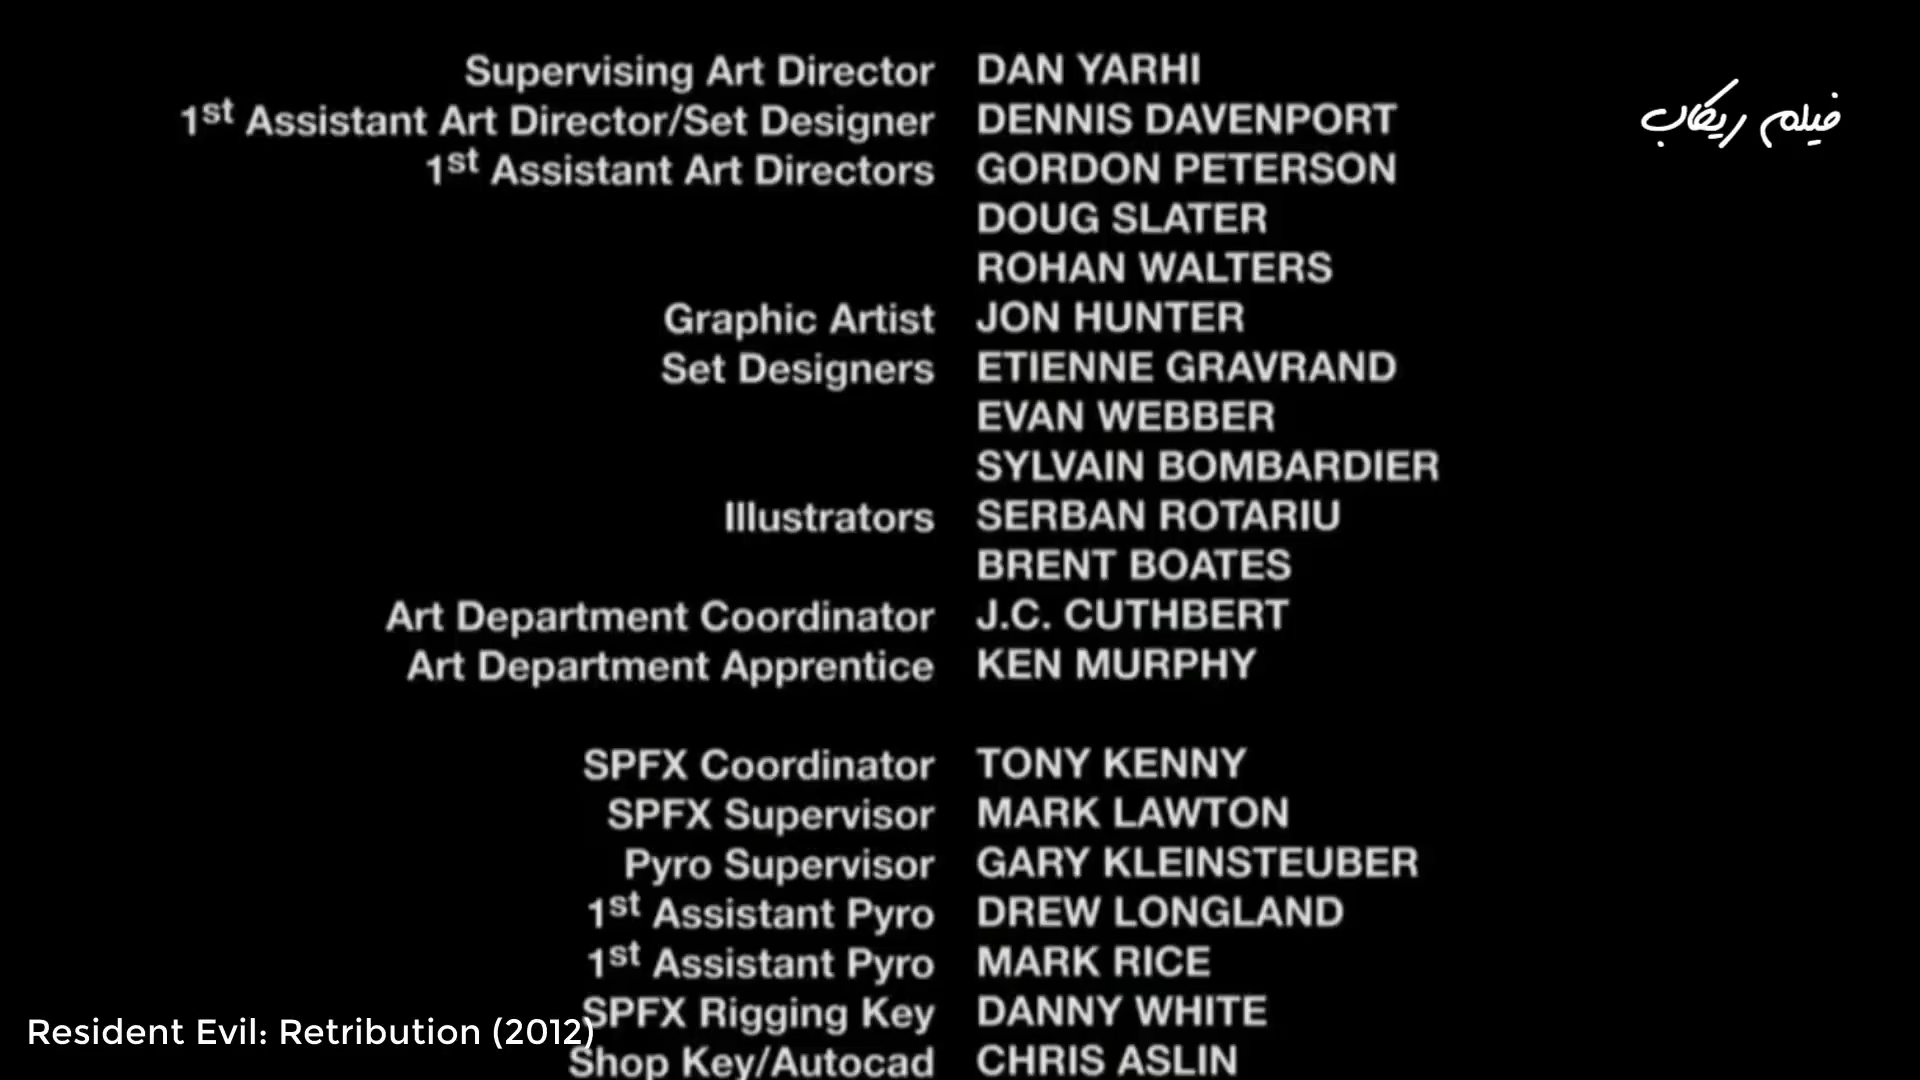 Supervising Art Director DAN YARHI
1st Assistant Art Director/Set Designer DENNIS DAVENPORT
1st Assistant Art Directors GORDON PETERSON
DOUG SLATER
ROHAN WALTERS
Graphic Artist JON HUNTER
Set Designers ETIENNE GRAVRAND
EVAN WEBBER
SYLVAIN BOMBARDIER
Illustrators SERBAN ROTARIU
BRENT BOATES
Art Department Coordinator J.C. CUTHBERT
Art Department Apprentice KEN MURPHY
SPFX Coordinator TONY KENNY
SPFX Supervisor MARK LAWTON
Pyro Supervisor GARY KLEINSTEUBER
1st Assistant Pyro DREW LONGLAND
1st Assistant Pyro MARK RICE
SPFX Rigging Key DANNY WHITE
Shop Key/Autocad CHRIS ASLIN
Resident Evil: Retribution (2012)
فیلم ریکاپ